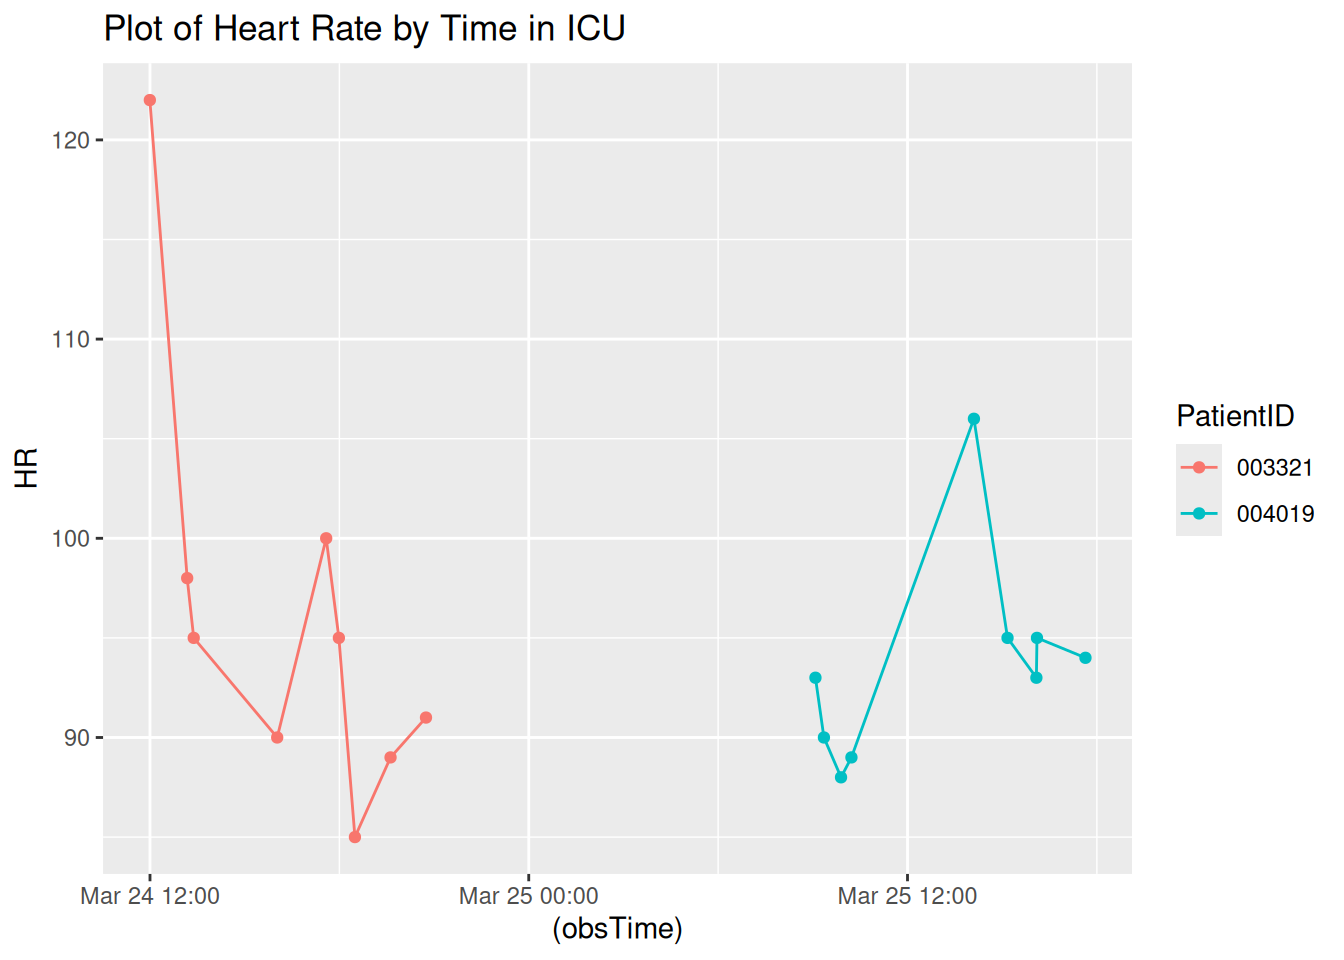 Plot of Heart Rate by Time in ICU
120
110
100
90
HR
Mar 24 12:00
Mar 25 00:00
Mar 25 12:00
(obsTime)
PatientID
003321
004019